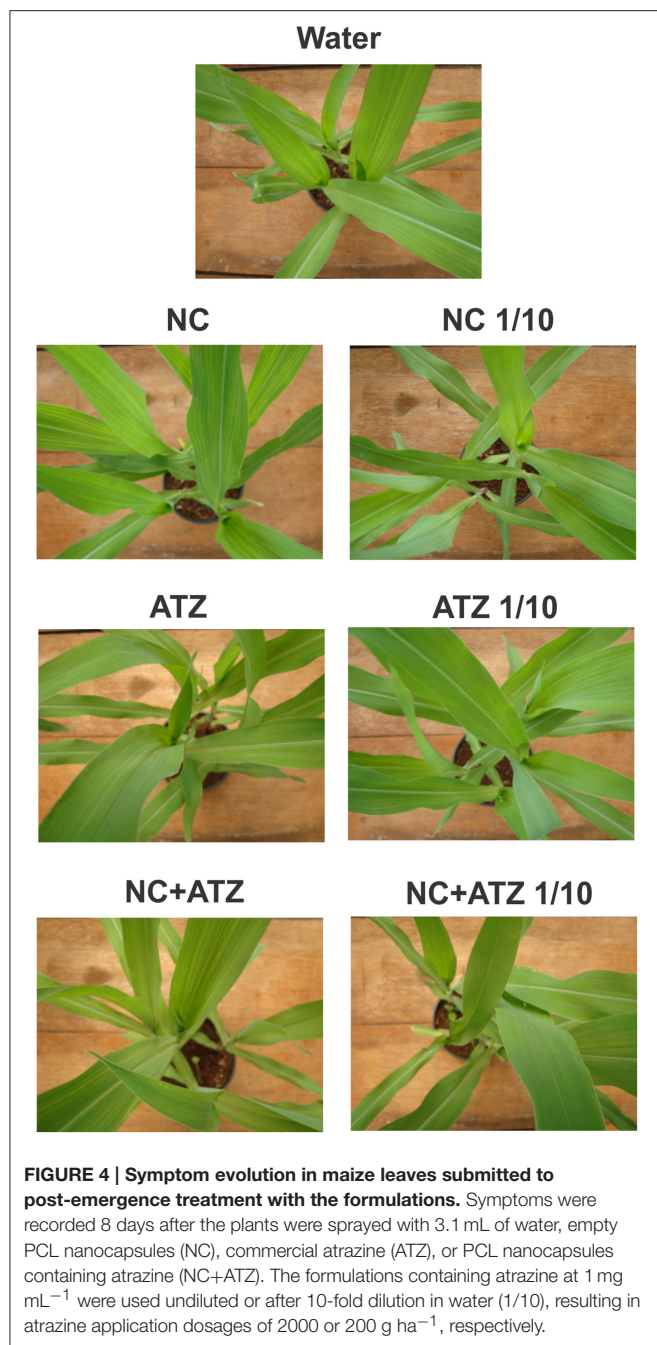 Water
NC
NC 1/10
ATZ
ATZ 1/10
NC+ATZ
NC+ATZ 1/10
FIGURE 4 | Symptom evolution in maize leaves submitted to
post-emergence treatment with the formulations. Symptoms were
recorded 8 days after the plants were sprayed with 3.1 mL of water, empty
PCL nanocapsules (NC), commercial atrazine (ATZ), or PCL nanocapsules
containing atrazine (NC+ATZ). The formulations containing atrazine at 1 mg
mL⁻¹ were used undiluted or after 10-fold dilution in water (1/10), resulting in
atrazine application dosages of 2000 or 200 g ha⁻¹, respectively.